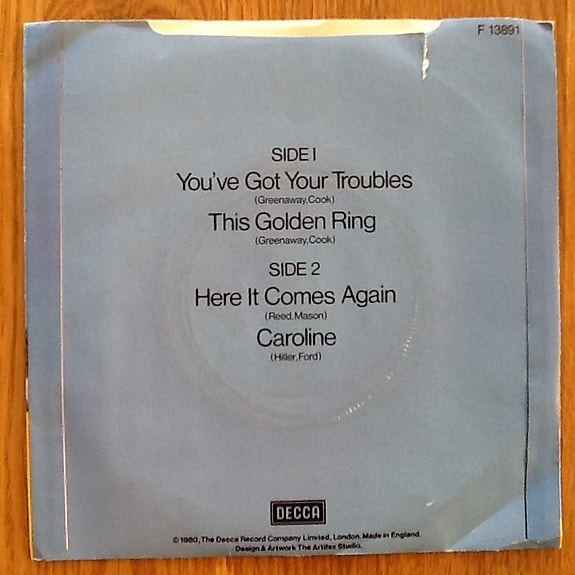 F 13891
SIDE 1
You've Got Your Troubles
(Greenaway,Cook)
This Golden Ring
(Greenaway,Cook)
SIDE 2
Here It Comes Again
(Reed,Mason)
Caroline
(Hiller,Ford)
DECCA
© 1980,The Decca Record Company Limited, London. Made in England.
Design & Artwork The Artifex Studio.